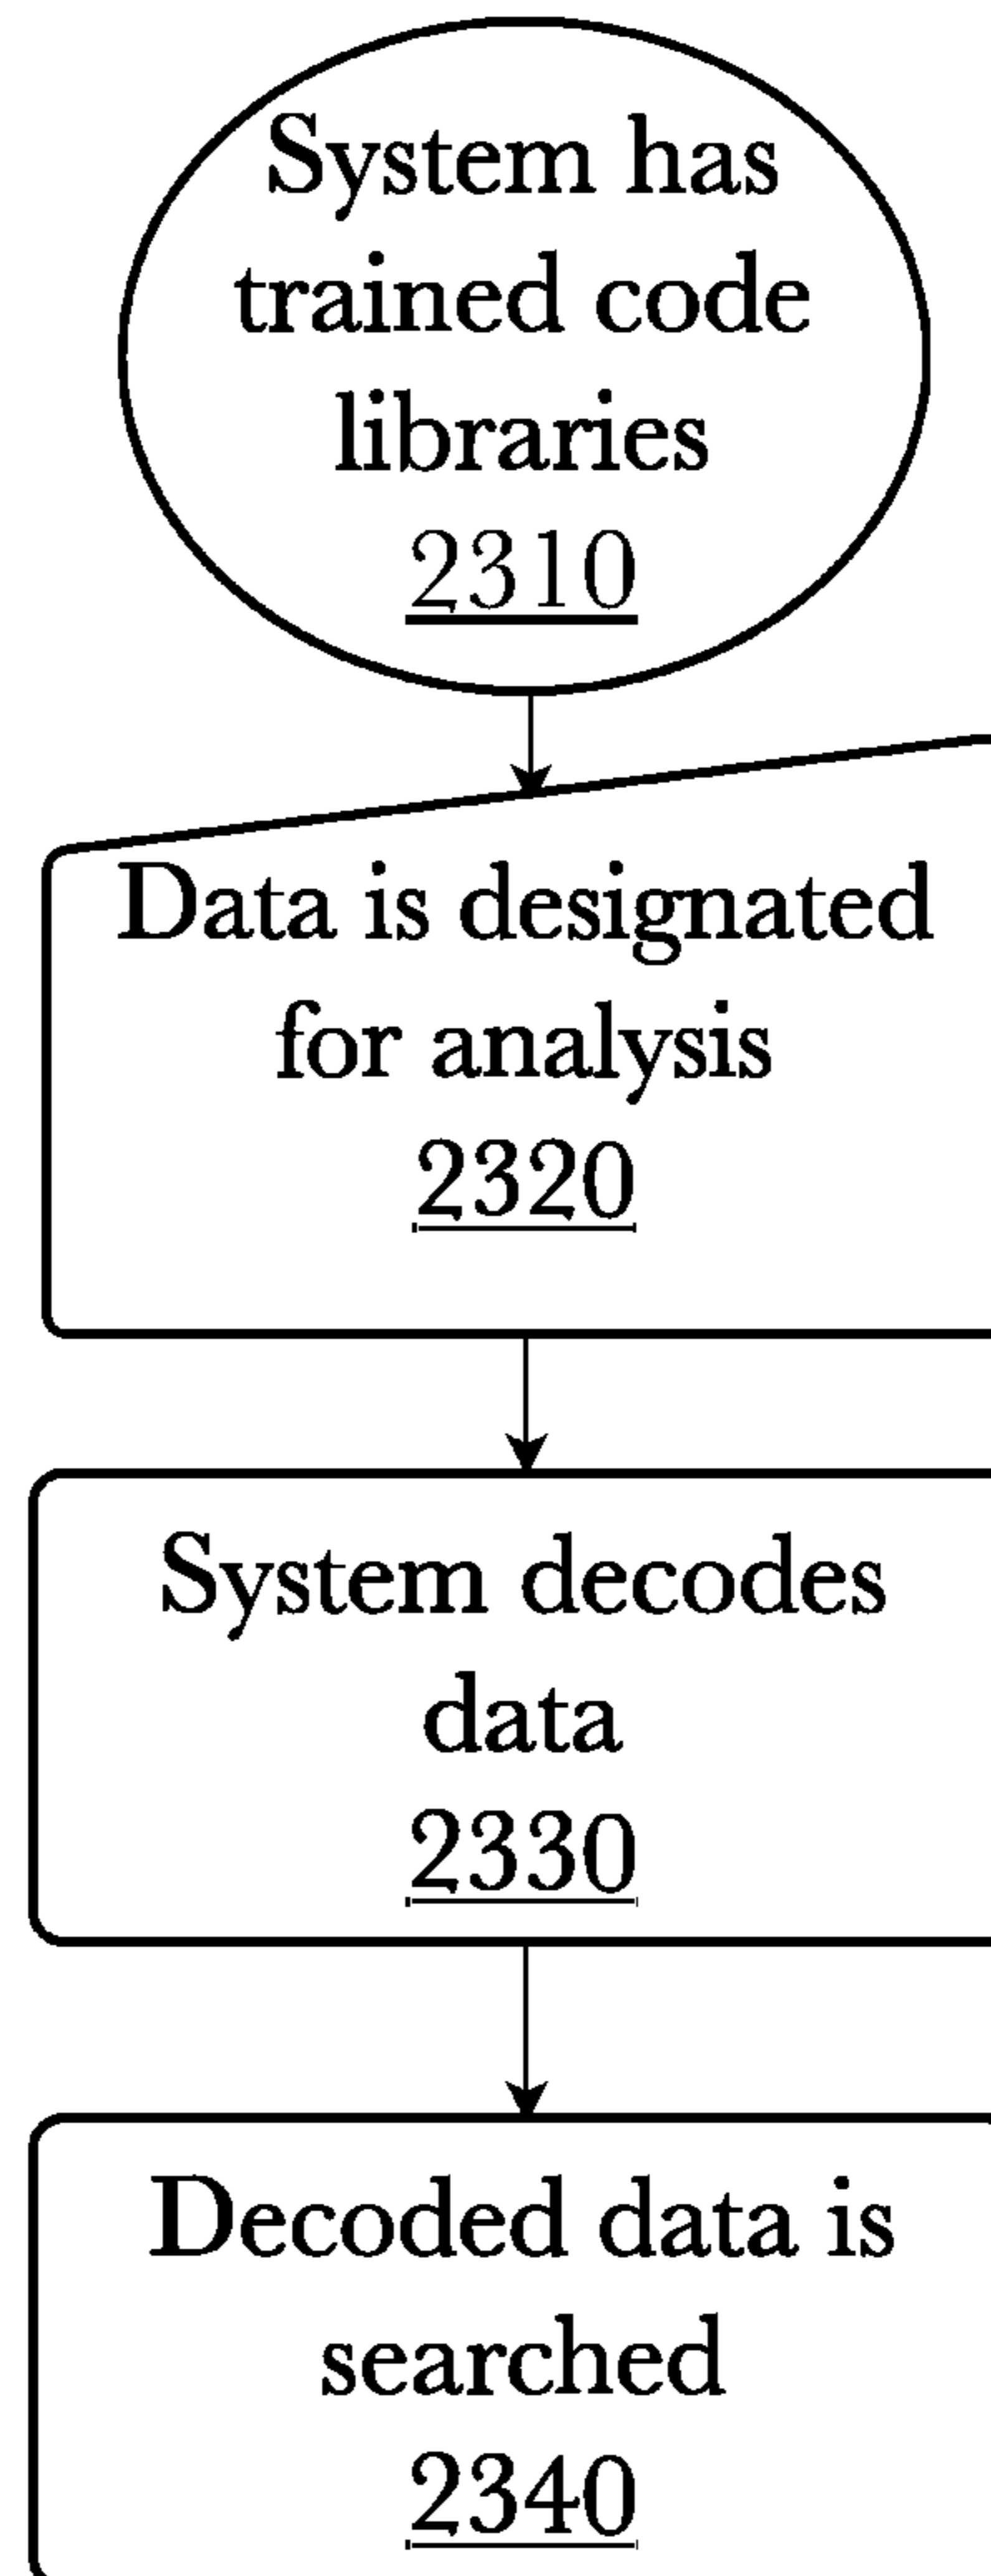 System has
trained code
libraries
2310
Data is designated
for analysis
2320
System decodes
data
2330
Decoded data is
searched
2340